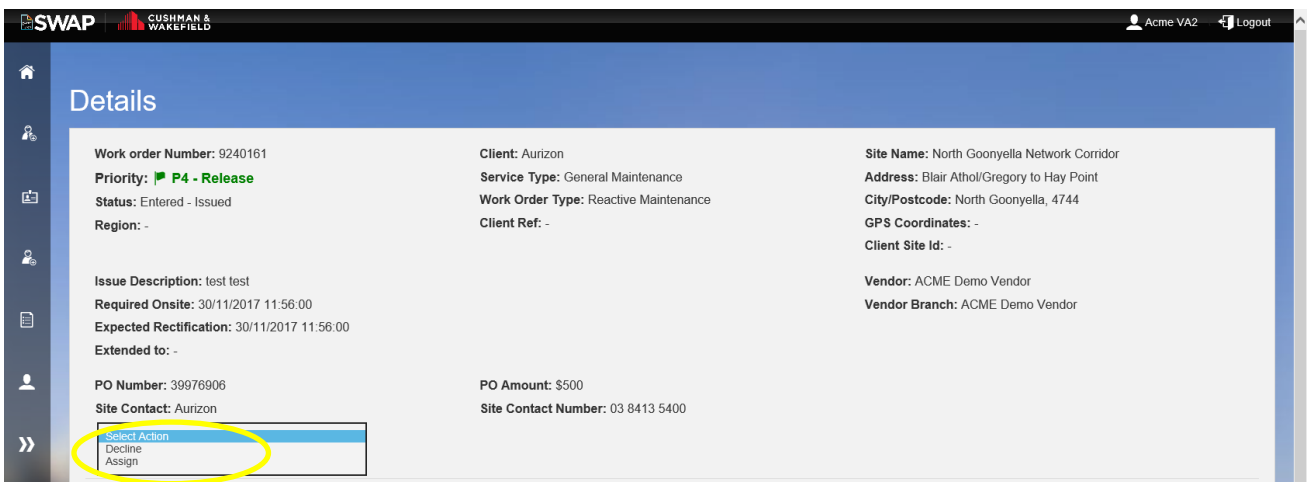 SWAP CUSHMAN & WAKEFIELD Acme VA2 Logout
Details
Work order Number: 9240161
Priority: P4 - Release
Status: Entered - Issued
Region: -
Client: Aurizon
Service Type: General Maintenance
Work Order Type: Reactive Maintenance
Client Ref: -
Site Name: North Goonyella Network Corridor
Address: Blair Athol/Gregory to Hay Point
City/Postcode: North Goonyella, 4744
GPS Coordinates: -
Client Site Id: -
Issue Description: test test
Required Onsite: 30/11/2017 11:56:00
Expected Rectification: 30/11/2017 11:56:00
Extended to: -
Vendor: ACME Demo Vendor
Vendor Branch: ACME Demo Vendor
PO Number: 39976906
Site Contact: Aurizon
PO Amount: $500
Site Contact Number: 03 8413 5400
Select Action
Decline
Assign